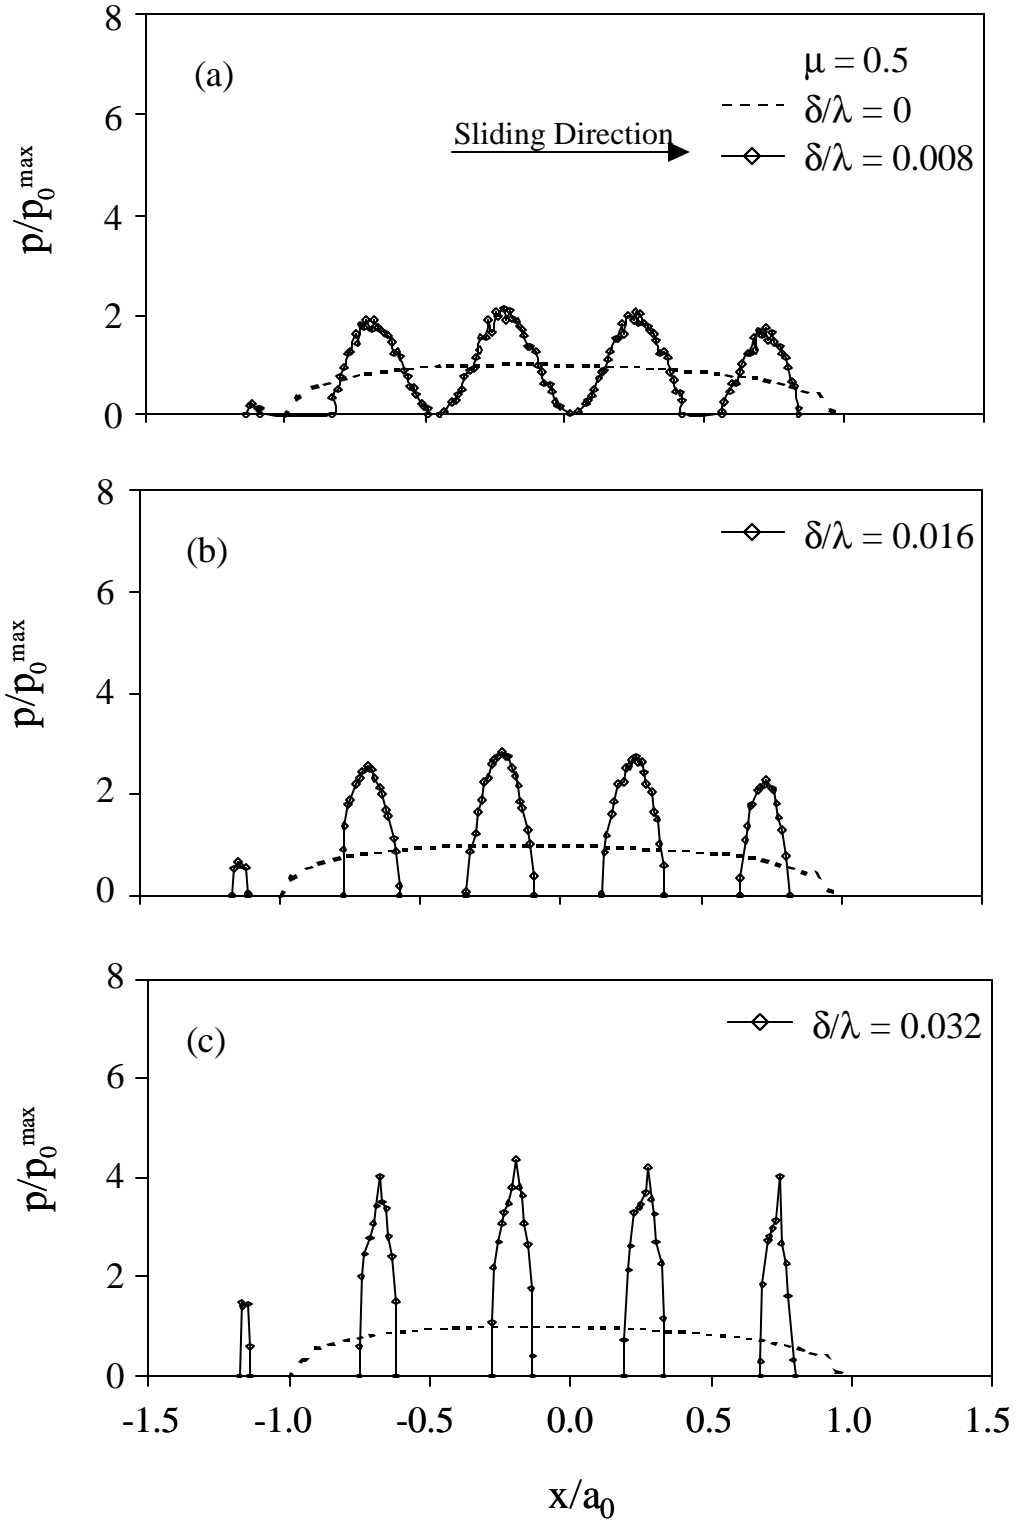 8
(a)
μ = 0.5
6
δ/λ = 0
Sliding Direction
δ/λ = 0.008
p/p₀ᵐᵃˣ
4
2
0
8
(b)
δ/λ = 0.016
6
p/p₀ᵐᵃˣ
4
2
0
8
(c)
δ/λ = 0.032
6
p/p₀ᵐᵃˣ
4
2
0
-1.5 -1.0 -0.5 0.0 0.5 1.0 1.5
x/a₀